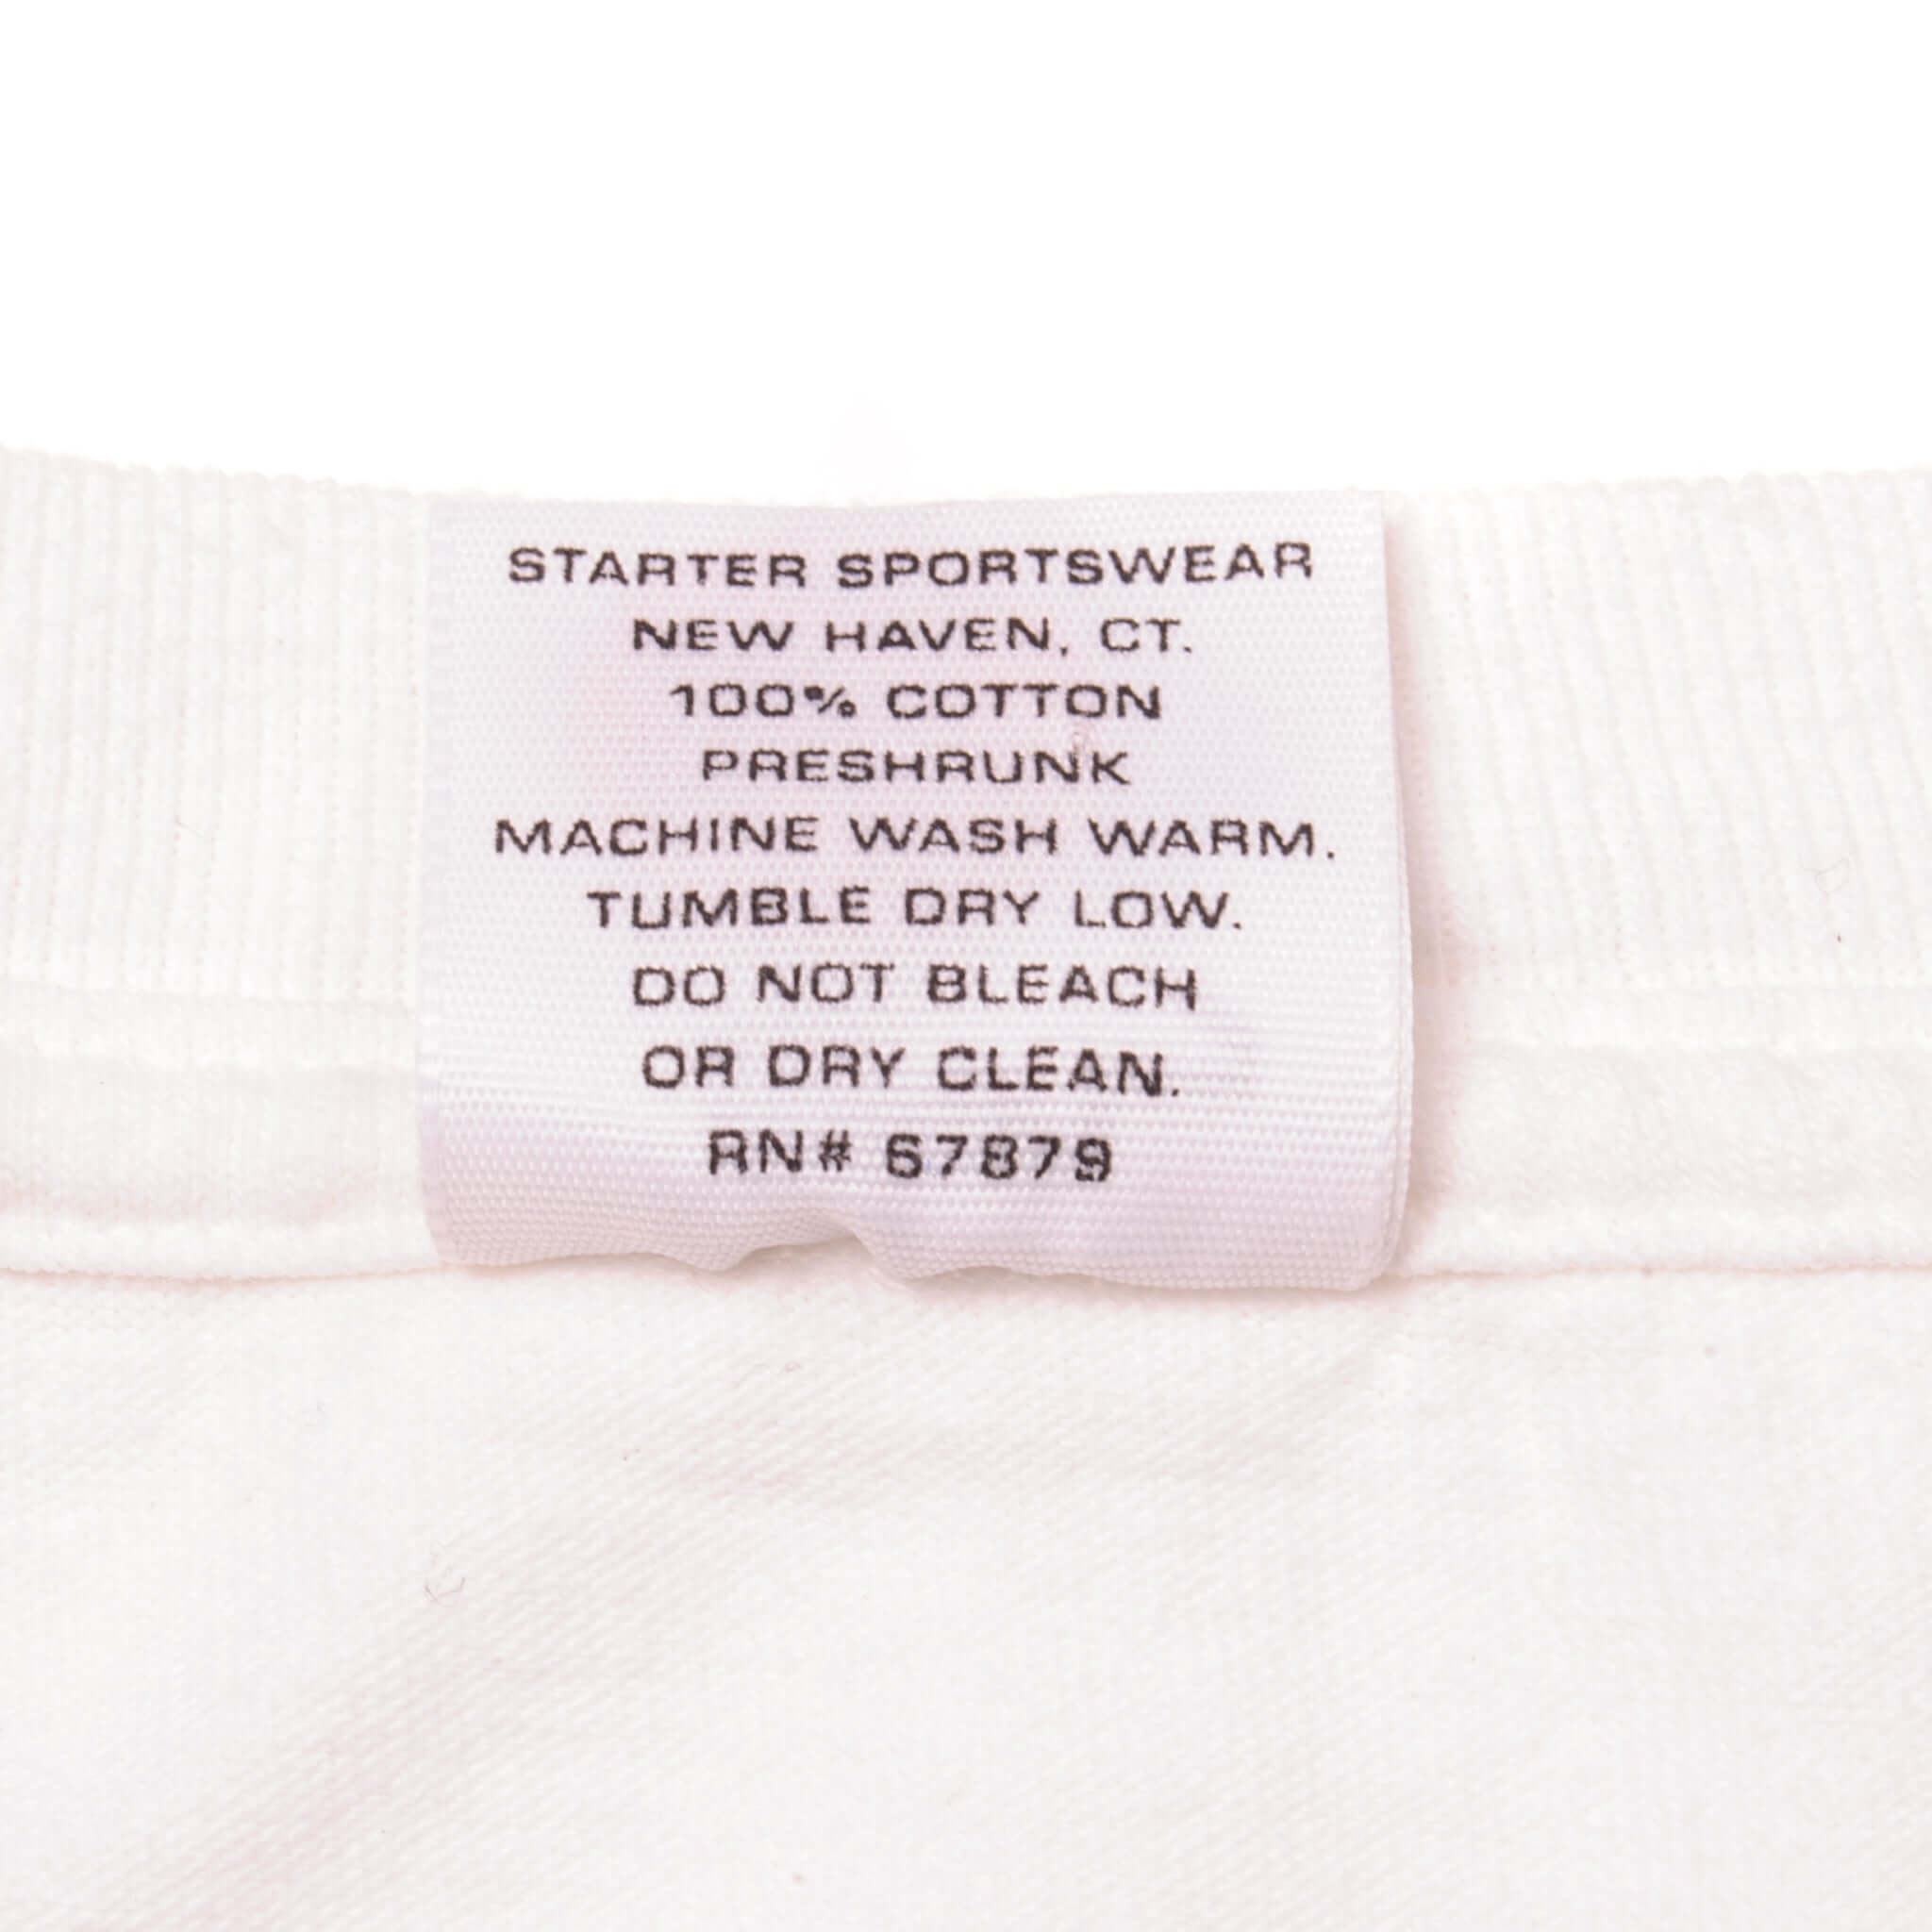 STARTER SPORTSWEAR
NEW HAVEN, CT.
100% COTTON
PRESHRUNK
MACHINE WASH WARM.
TUMBLE DRY LOW.
DO NOT BLEACH
OR DRY CLEAN.
RN# 67879